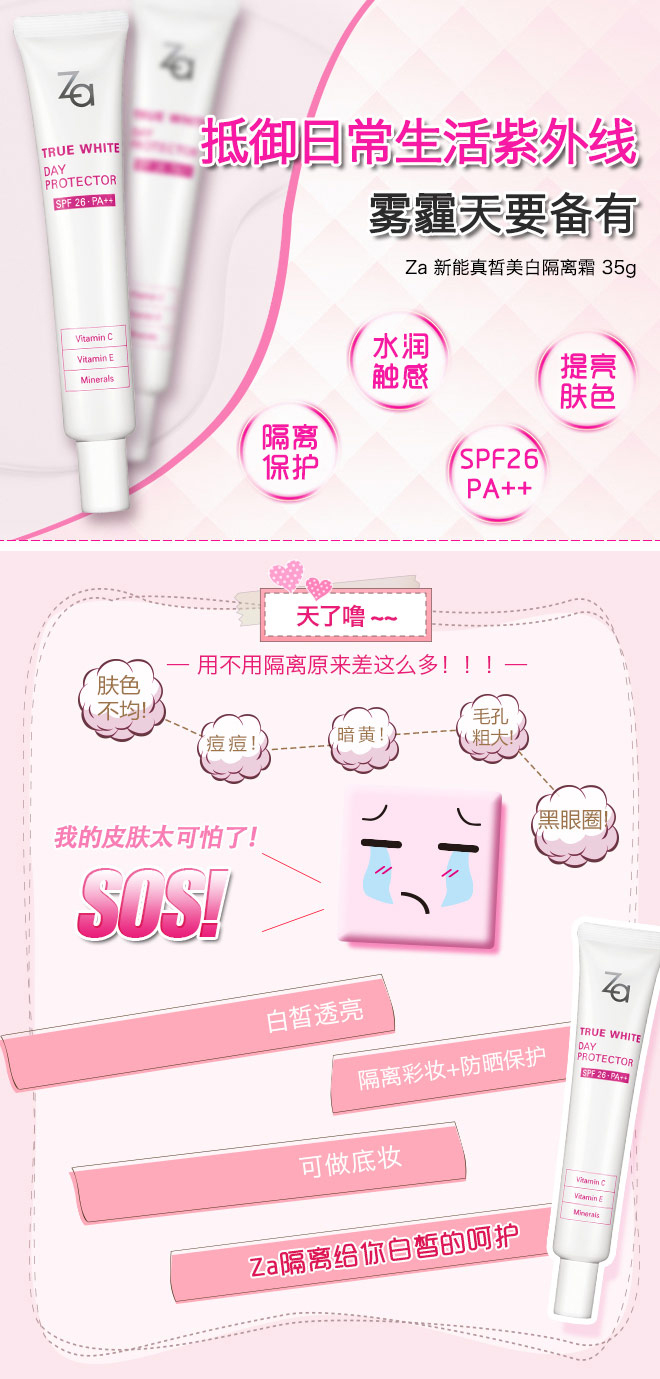 Za
TRUE WHITE
DAY
PROTECTOR
SPF 26·PA++
Vitamin C
Vitamin E
Minerals
Za
抵御日常生活紫外线
雾霾天要备有
Za 新能真皙美白隔离霜 35g
水润
触感
提亮
肤色
隔离
保护
SPF26
PA++
天了噜~~
一 用不用隔离原来差这么多！！！一
肤色
不均!
痘痘!
暗黄!
毛孔
粗大!
黑眼圈!
我的皮肤太可怕了!
SOS!
白皙透亮
隔离彩妆+防晒保护
可做底妆
Za隔离给你白皙的呵护
Za
TRUE WHITE
DAY
PROTECTOR
SPF 26·PA++
Vitamin C
Vitamin E
Minerals